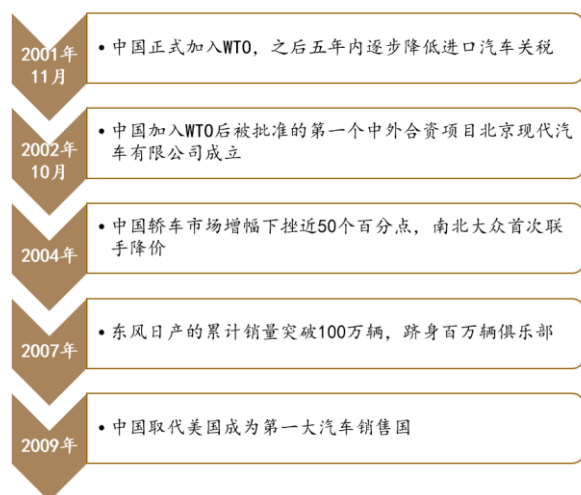 2001年
11月
• 中国正式加入WTO，之后五年内逐步降低进口汽车关税
2002年
10月
• 中国加入WTO后被批准的第一个中外合资项目北京现代汽
车有限公司成立
2004年
• 中国轿车市场增幅下挫近50个百分点，南北大众首次联
手降价
2007年
• 东风日产的累计销量突破100万辆，跻身百万辆俱乐部
2009年
• 中国取代美国成为第一大汽车销售国